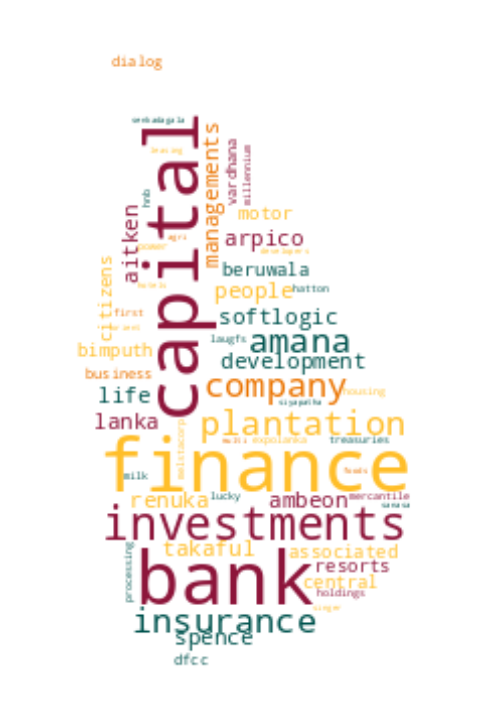 dialog
senkadagala
capital
managements
leasing
vardhana
millennium
hnb
aitken
motor
agri
arpico
power
developers
citizens
beruwala
hotels
people
hatton
first
softlogic
laugfs
amana
bimputh
development
business
company
life
housing
siyapatha
lanka
plantation
multi
expolanka
treasuries
finance
milk
foods
renuka
lucky
ambeon
mercantile
sanasa
investments
takaful
associated
processing
bank
resorts
central
holdings
singer
insurance
spence
dfcc